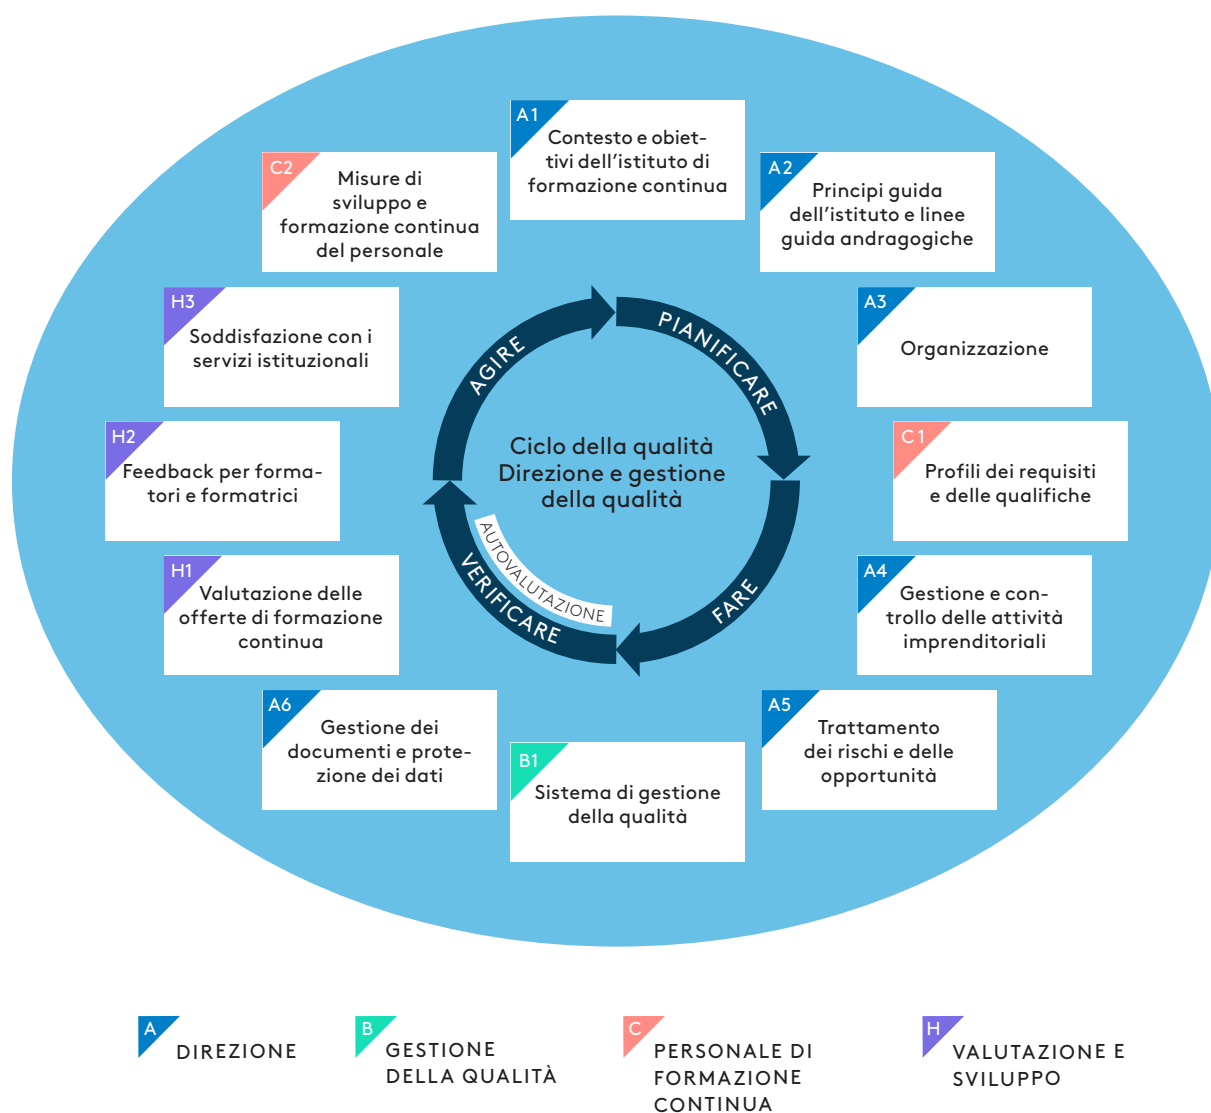 A1
Contesto e obiet-
tivi dell'istituto di
formazione continua
A2
Principi guida
dell'istituto e linee
guida andragogiche
A3
Organizzazione
C1
Profili dei requisiti
e delle qualifiche
A4
Gestione e con-
trollo delle attività
imprenditoriali
A5
Trattamento
dei rischi e delle
opportunità
B1
Sistema di gestione
della qualità
A6
Gestione dei
documenti e prote-
zione dei dati
H1
Valutazione delle
offerte di formazione
continua
H2
Feedback per forma-
tori e formatrici
H3
Soddisfazione con i
servizi istituzionali
C2
Misure di
sviluppo e
formazione continua
del personale
PIANIFICARE
FARE
VERIFICARE
AUTOVALUTAZIONE
AGIRE
Ciclo della qualità
Direzione e gestione
della qualità
A
DIREZIONE
B
GESTIONE
DELLA QUALITÀ
C
PERSONALE DI
FORMAZIONE
CONTINUA
H
VALUTAZIONE E
SVILUPPO